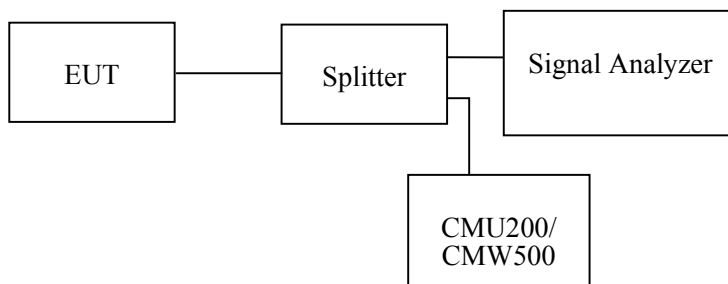 EUT
Splitter
Signal Analyzer
CMU200/
CMW500